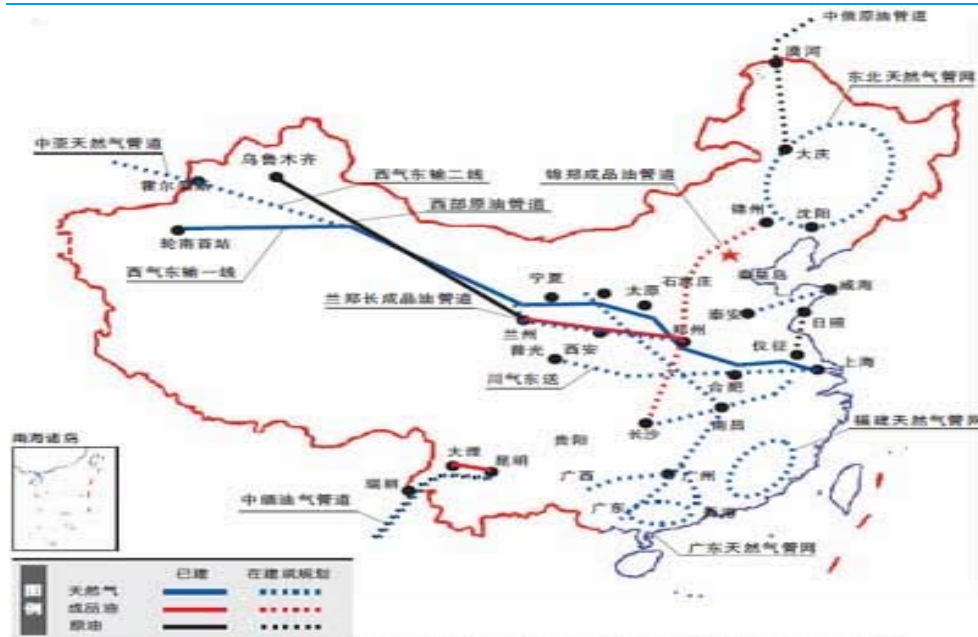 中俄原油管道
漠河
东北天然气管网
中亚天然气管道
乌鲁木齐
大庆
西气东输二线
锦郑成品油管道
霍尔
西部原油管道
锦州
沈阳
轮南首站
西气东输一线
宁夏
太原
石家庄
秦皇岛
威海
兰郑长成品油管道
泰安
日照
兰州
郑州
普光
西安
仪征
上海
川气东送
合肥
南昌
长沙
福建天然气管网
南海诸岛
贵阳
大理
昆明
广西
广州
瑞丽
中缅油气管道
广东
香港
广东天然气管网
图例
已建
在建或规划
天然气
成品油
原油